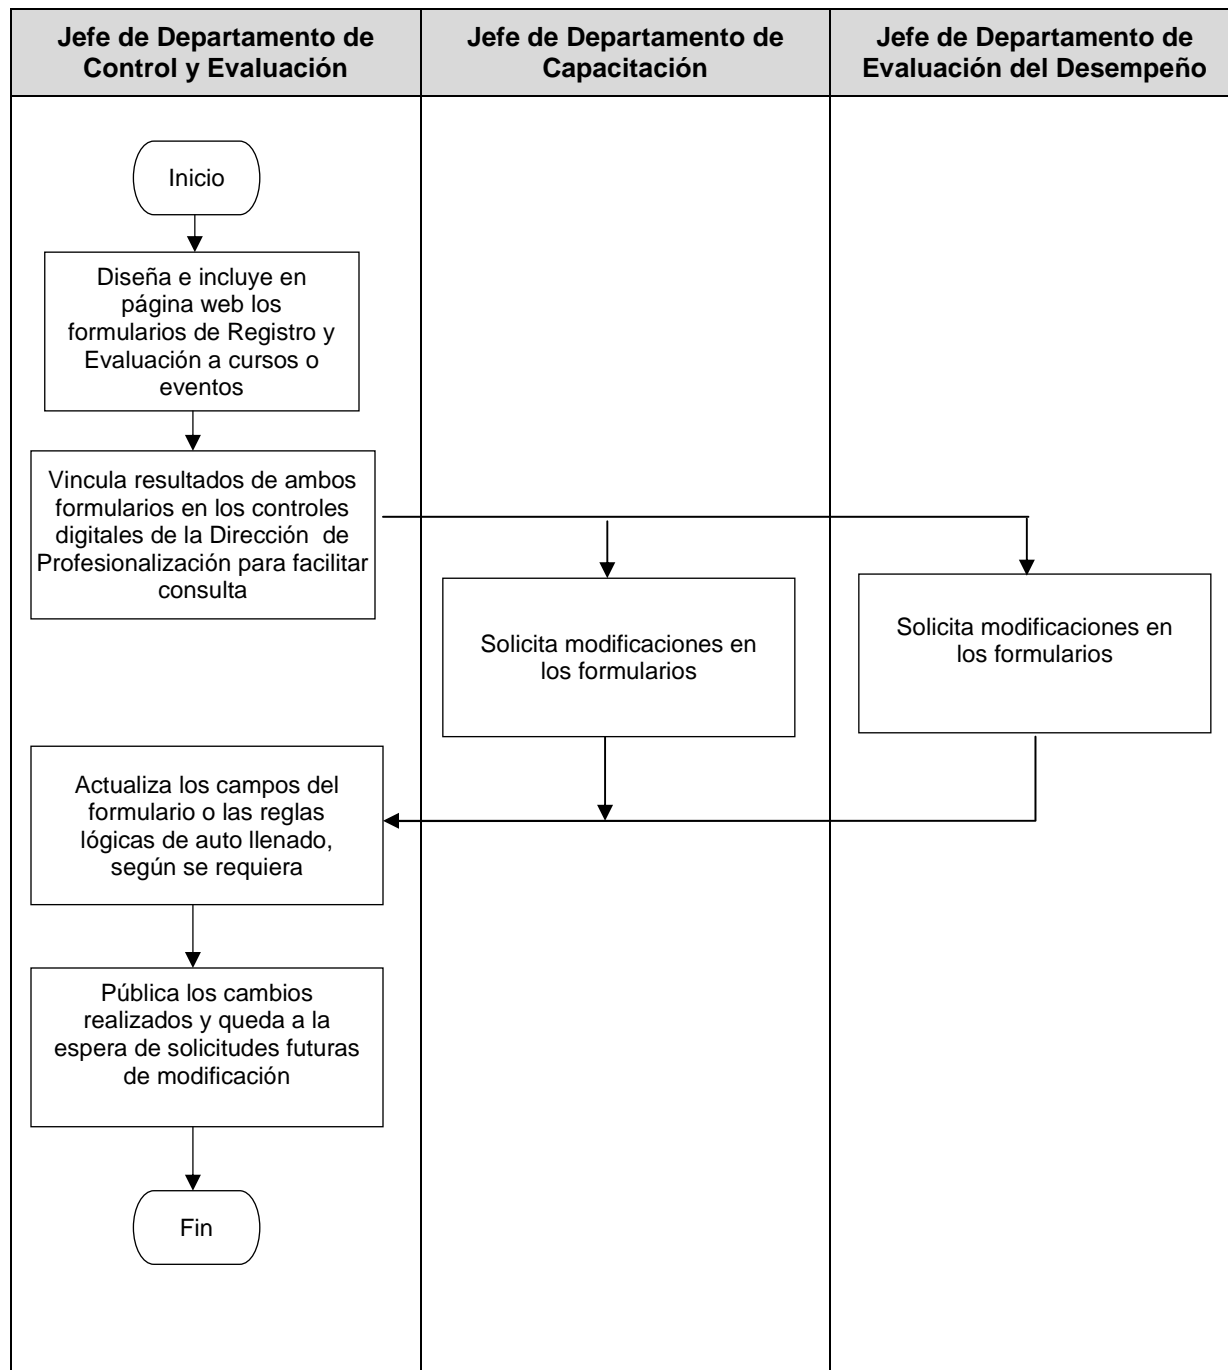 Jefe de Departamento de
Control y Evaluación
Jefe de Departamento de
Capacitación
Jefe de Departamento de
Evaluación del Desempeño
Inicio
Diseña e incluye en
página web los
formularios de Registro y
Evaluación a cursos o
eventos
Vincula resultados de ambos
formularios en los controles
digitales de la Dirección de
Profesionalización para facilitar
consulta
Solicita modificaciones en
los formularios
Solicita modificaciones en
los formularios
Actualiza los campos del
formulario o las reglas
lógicas de auto llenado,
según se requiera
Pública los cambios
realizados y queda a la
espera de solicitudes futuras
de modificación
Fin